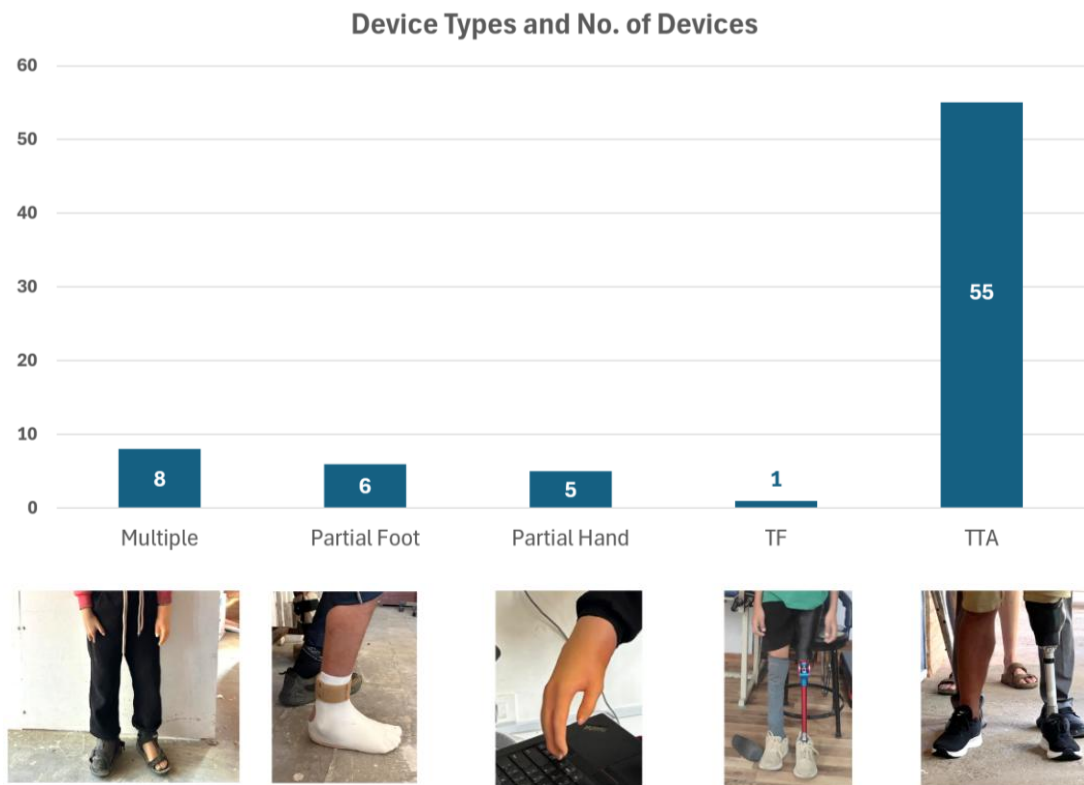 Device Types and No. of Devices
60
50
40
30
20
10
0
8
6
5
1
55
Multiple
Partial Foot
Partial Hand
TF
TTA